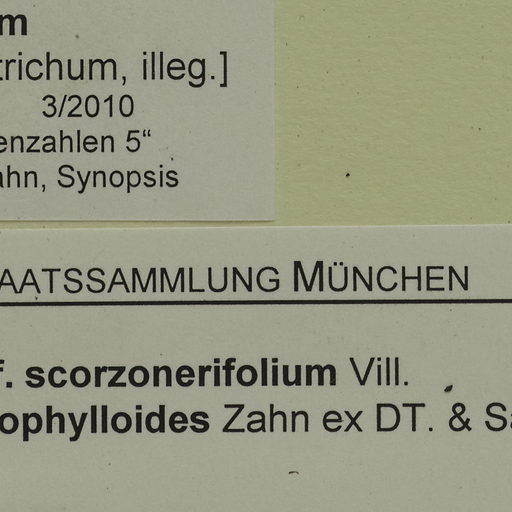 m
trichum, illeg.]
3/2010
enzahlen 5“
ahn, Synopsis
AATSSAMMLUNG MÜNCHEN
f. scorzonerifolium Vill.
ophylloides Zahn ex DT. & Sa